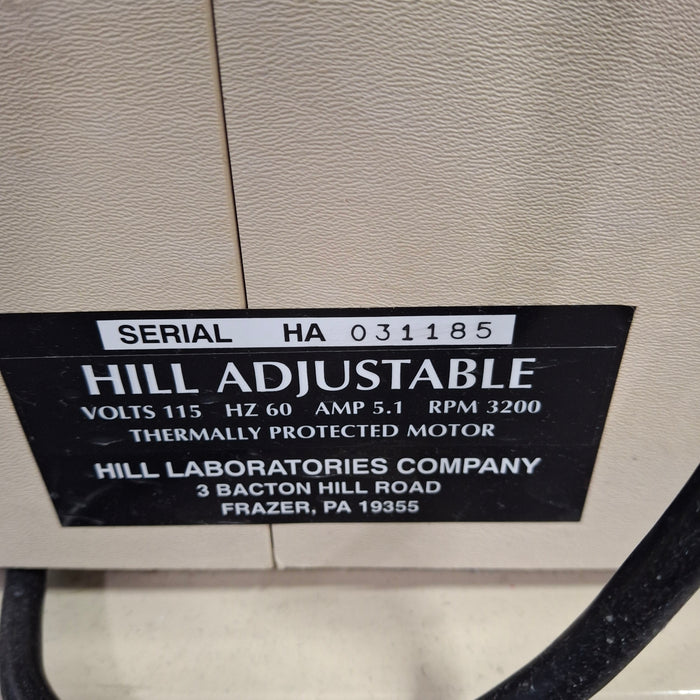 SERIAL HA 031185
HILL ADJUSTABLE
VOLTS 115 HZ 60 AMP 5.1 RPM 3200
THERMALLY PROTECTED MOTOR
HILL LABORATORIES COMPANY
3 BACTON HILL ROAD
FRAZER, PA 19355